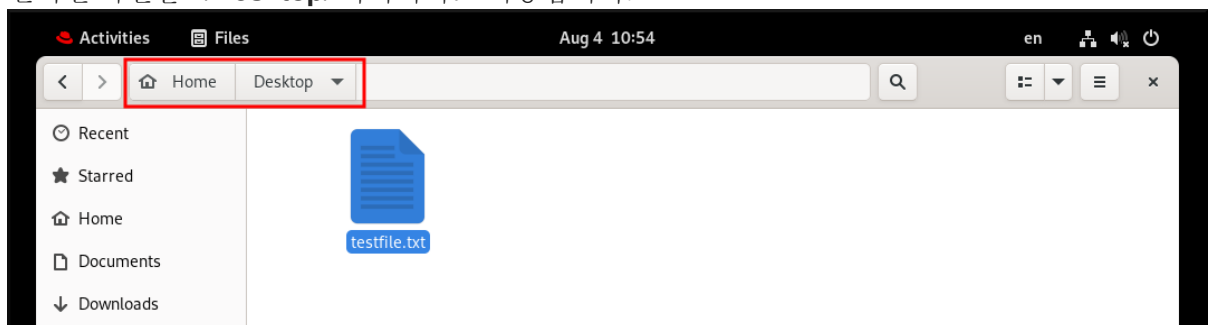 Activities Files Aug 4 10:54 en
Home Desktop
Recent
Starred
Home
testfile.txt
Documents
Downloads